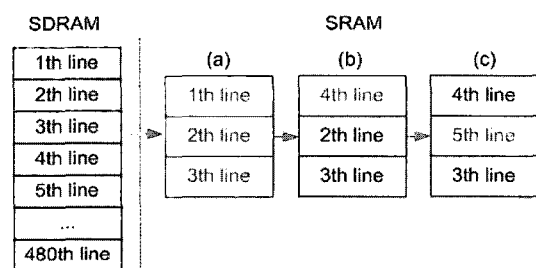 SDRAM
SRAM
1th line
2th line
3th line
4th line
5th line
...
480th line
(a)
1th line
2th line
3th line
(b)
4th line
2th line
3th line
(c)
4th line
5th line
3th line